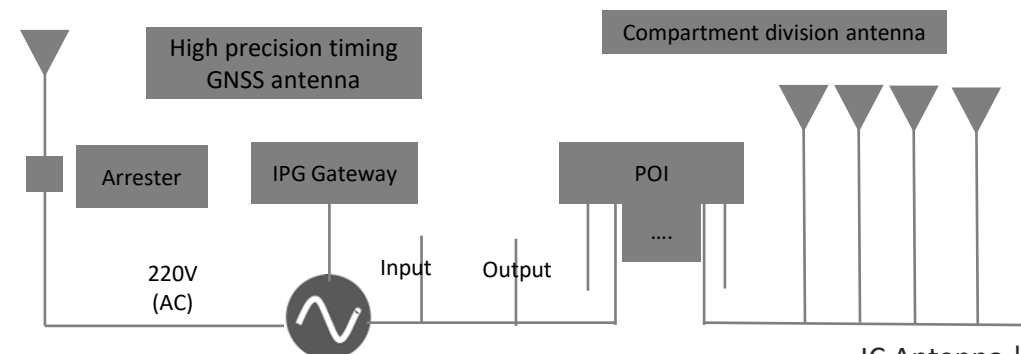 High precision timing
GNSS antenna
Compartment division antenna
Arrester
IPG Gateway
POI
....
220V
(AC)
Input
Output
IC Antenna